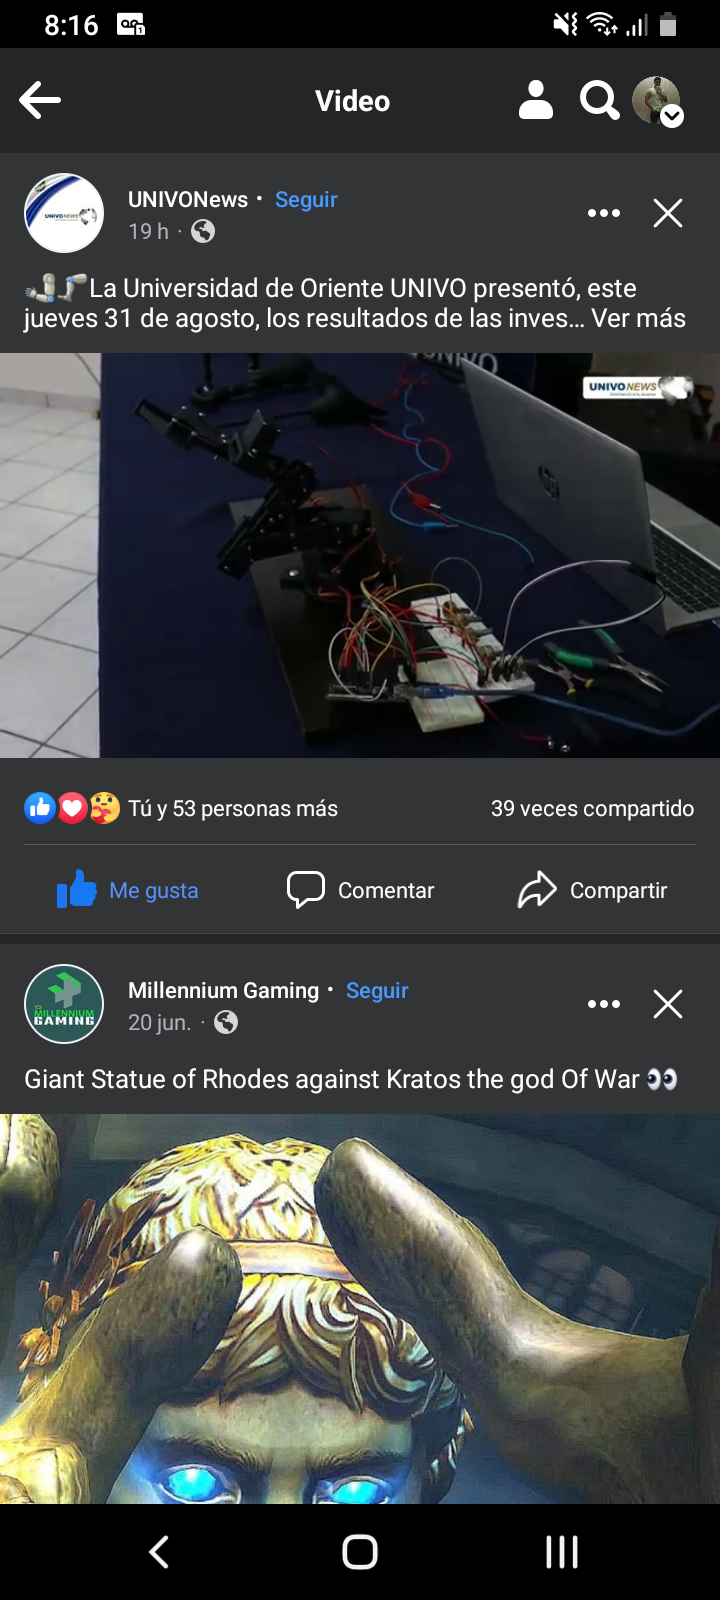 8:16
Video
UNIVONews · Seguir
19 h ·
🦾🦿La Universidad de Oriente UNIVO presentó, este
jueves 31 de agosto, los resultados de las inves... Ver más
UNIVO
UNIVONEWS
hp
Tú y 53 personas más
39 veces compartido
Me gusta
Comentar
Compartir
MILLENNIUM
GAMING
Millennium Gaming · Seguir
20 jun. ·
Giant Statue of Rhodes against Kratos the god Of War 👀